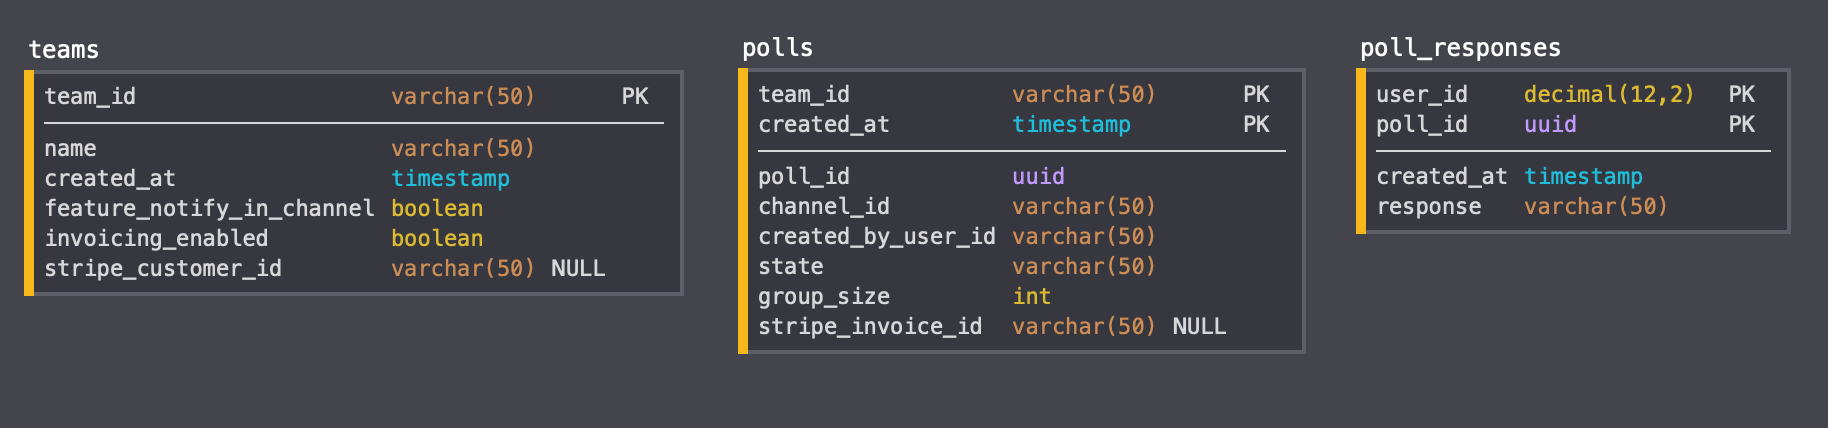 teams
team_id varchar(50) PK
name varchar(50)
created_at timestamp
feature_notify_in_channel boolean
invoicing_enabled boolean
stripe_customer_id varchar(50) NULL
polls
team_id varchar(50) PK
created_at timestamp PK
poll_id uuid
channel_id varchar(50)
created_by_user_id varchar(50)
state varchar(50)
group_size int
stripe_invoice_id varchar(50) NULL
poll_responses
user_id decimal(12,2) PK
poll_id uuid PK
created_at timestamp
response varchar(50)